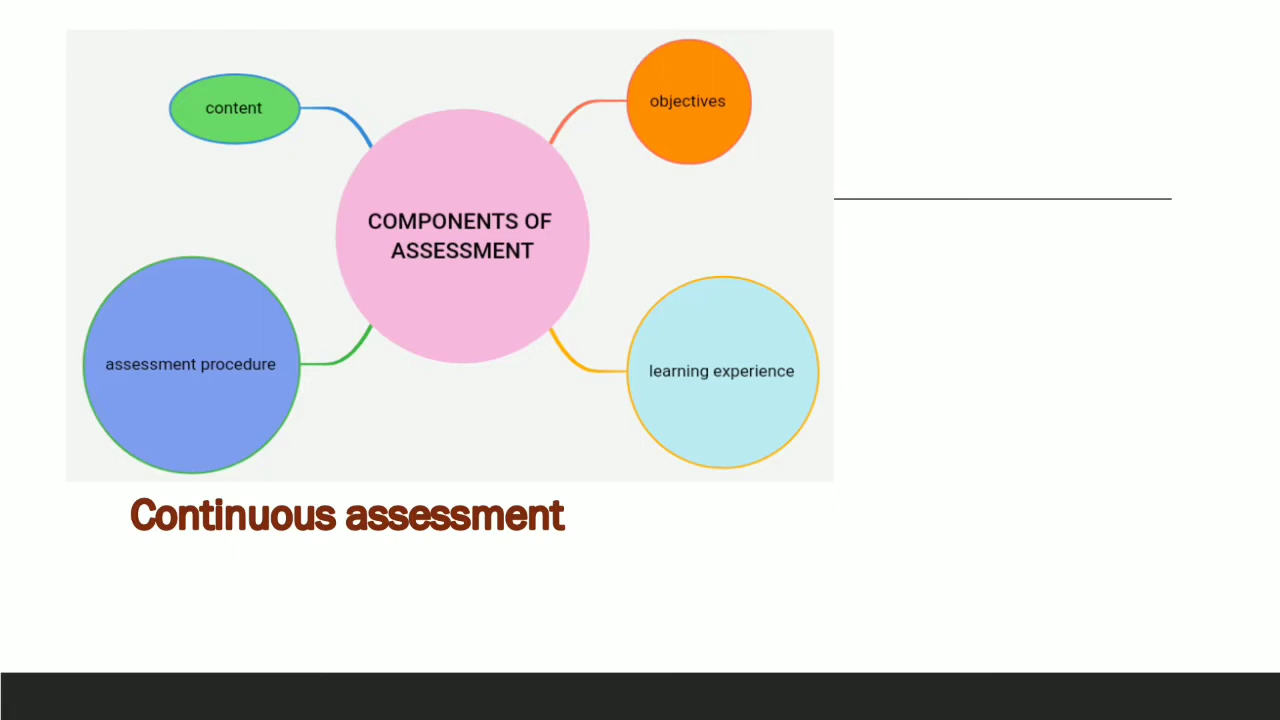 content
objectives
COMPONENTS OF
ASSESSMENT
assessment procedure
learning experience
Continuous assessment